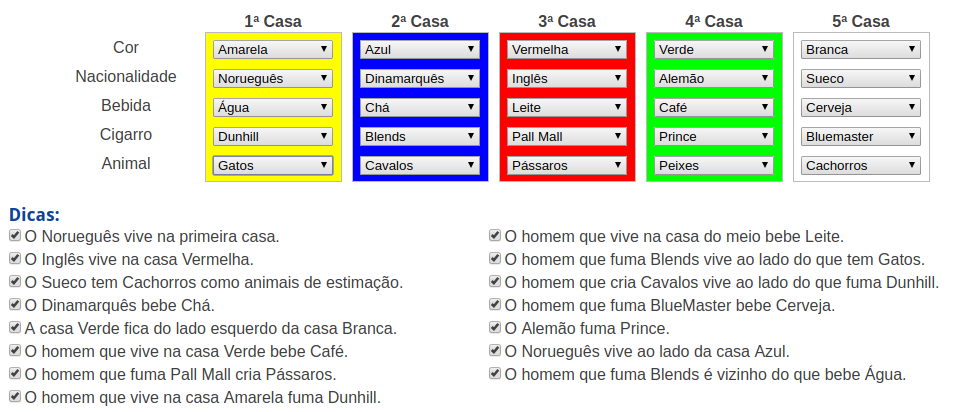 1ª Casa 2ª Casa 3ª Casa 4ª Casa 5ª Casa
Cor Amarela Azul Vermelha Verde Branca
Nacionalidade Norueguês Dinamarquês Inglês Alemão Sueco
Bebida Água Chá Leite Café Cerveja
Cigarro Dunhill Blends Pall Mall Prince Bluemaster
Animal Gatos Cavalos Pássaros Peixes Cachorros
Dicas:
O Norueguês vive na primeira casa.
O Inglês vive na casa Vermelha.
O Sueco tem Cachorros como animais de estimação.
O Dinamarquês bebe Chá.
A casa Verde fica do lado esquerdo da casa Branca.
O homem que vive na casa Verde bebe Café.
O homem que fuma Pall Mall cria Pássaros.
O homem que vive na casa Amarela fuma Dunhill.
O homem que vive na casa do meio bebe Leite.
O homem que fuma Blends vive ao lado do que tem Gatos.
O homem que cria Cavalos vive ao lado do que fuma Dunhill.
O homem que fuma BlueMaster bebe Cerveja.
O Alemão fuma Prince.
O Norueguês vive ao lado da casa Azul.
O homem que fuma Blends é vizinho do que bebe Água.